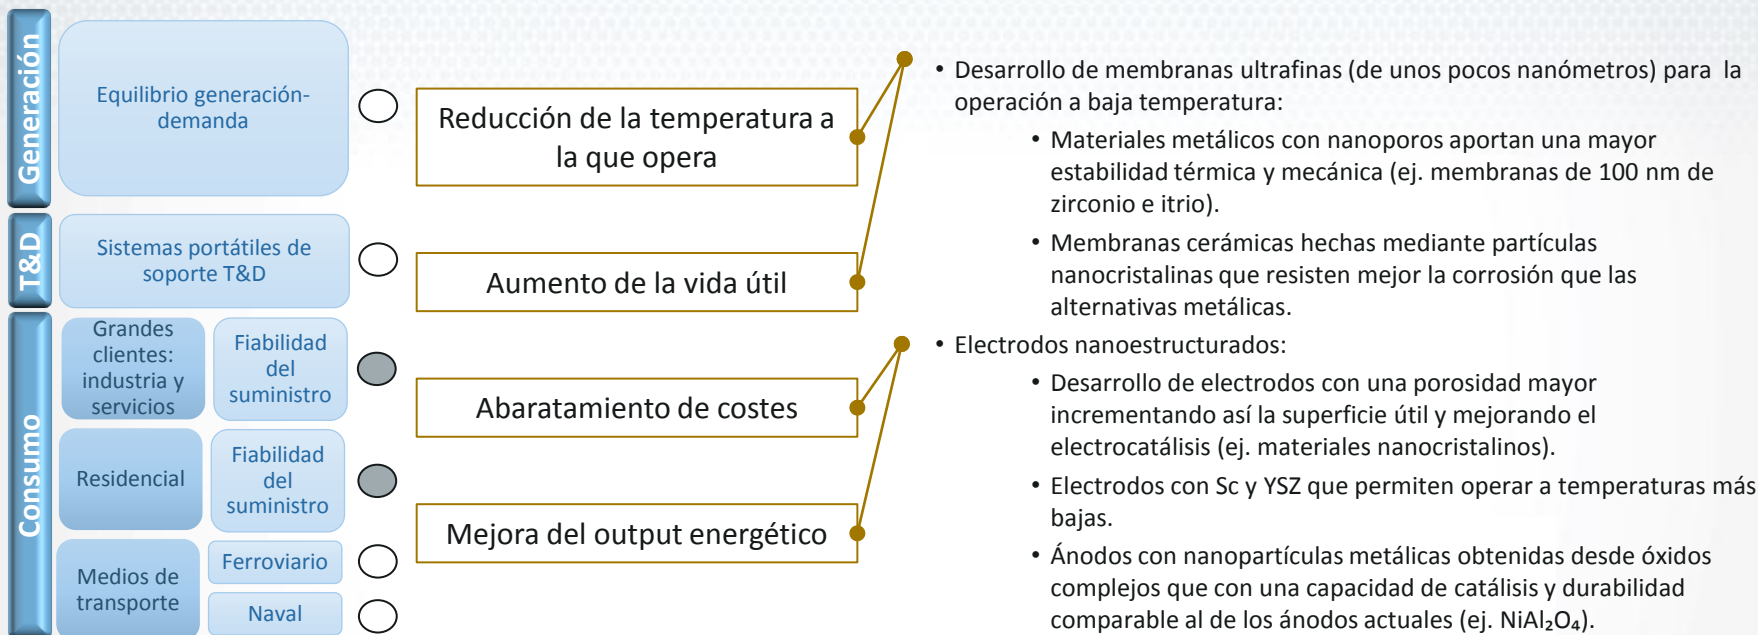 Generación
Equilibrio generación-
demanda
T&D
Sistemas portátiles de
soporte T&D
Consumo
Grandes
clientes:
industria y
servicios
Fiabilidad
del
suministro
Residencial
Fiabilidad
del
suministro
Medios de
transporte
Ferroviario
Naval
Reducción de la temperatura a
la que opera
Aumento de la vida útil
Abaratamiento de costes
Mejora del output energético
• Desarrollo de membranas ultrafinas (de unos pocos nanómetros) para la
operación a baja temperatura:
• Materiales metálicos con nanoporos aportan una mayor
estabilidad térmica y mecánica (ej. membranas de 100 nm de
zirconio e itrio).
• Membranas cerámicas hechas mediante partículas
nanocristalinas que resisten mejor la corrosión que las
alternativas metálicas.
• Electrodos nanoestructurados:
• Desarrollo de electrodos con una porosidad mayor
incrementando así la superficie útil y mejorando el
electrocatálisis (ej. materiales nanocristalinos).
• Electrodos con Sc y YSZ que permiten operar a temperaturas más
bajas.
• Ánodos con nanopartículas metálicas obtenidas desde óxidos
complejos que con una capacidad de catálisis y durabilidad
comparable al de los ánodos actuales (ej. NiAl₂O₄).